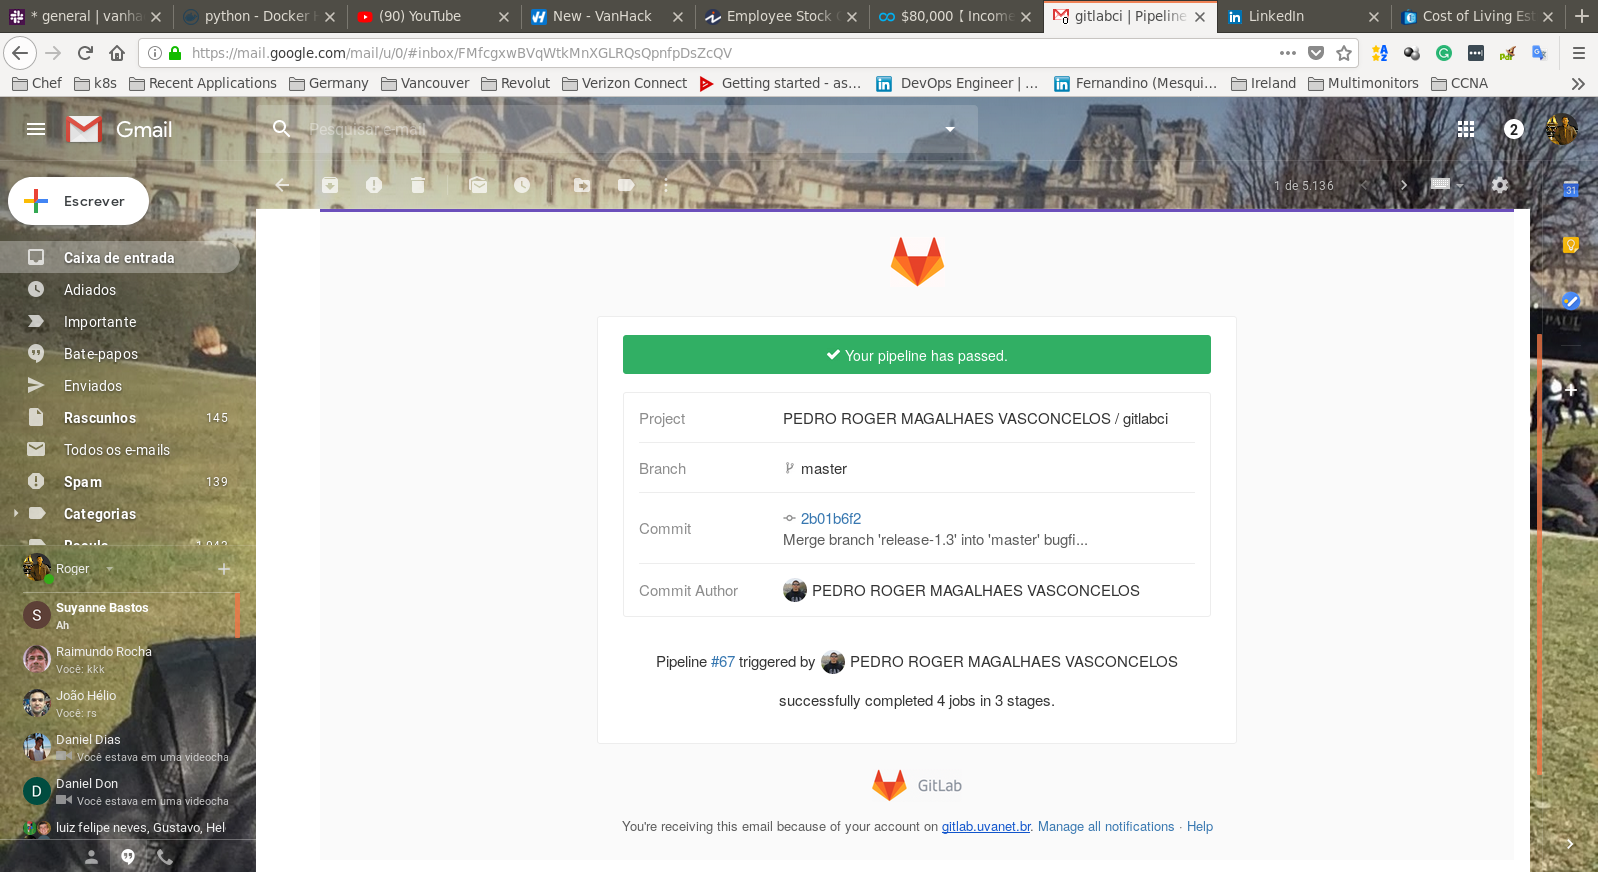 * general | vanha
python - Docker H
(90) YouTube
New - VanHack
Employee Stock O
$80,000 【 Income
gitlabci | Pipeline
LinkedIn
Cost of Living Est
https://mail.google.com/mail/u/0/#inbox/FMfcgxwBVqWtkMnXGLRQsQpnfpDsZcQV
Chef
k8s
Recent Applications
Germany
Vancouver
Revolut
Verizon Connect
Getting started - as...
DevOps Engineer | ...
Fernandino (Mesqui...
Ireland
Multimonitors
CCNA
Gmail
Pesquisar e-mail
2
Escrever
1 de 5.136
31
Caixa de entrada
Adiados
Importante
Bate-papos
Enviados
Rascunhos 145
Todos os e-mails
Spam 139
Categorias
Roger
S
Suyanne Bastos
Ah
Raimundo Rocha
Você: kkk
João Hélio
Você: rs
Daniel Dias
Você estava em uma videocha
D
Daniel Don
Você estava em uma videocha
luiz felipe neves, Gustavo, Hel
Your pipeline has passed.
Project PEDRO ROGER MAGALHAES VASCONCELOS / gitlabci
Branch master
Commit 2b01b6f2
Merge branch 'release-1.3' into 'master' bugfi...
Commit Author PEDRO ROGER MAGALHAES VASCONCELOS
Pipeline #67 triggered by PEDRO ROGER MAGALHAES VASCONCELOS
successfully completed 4 jobs in 3 stages.
GitLab
You're receiving this email because of your account on gitlab.uvanet.br. Manage all notifications · Help
PAUL